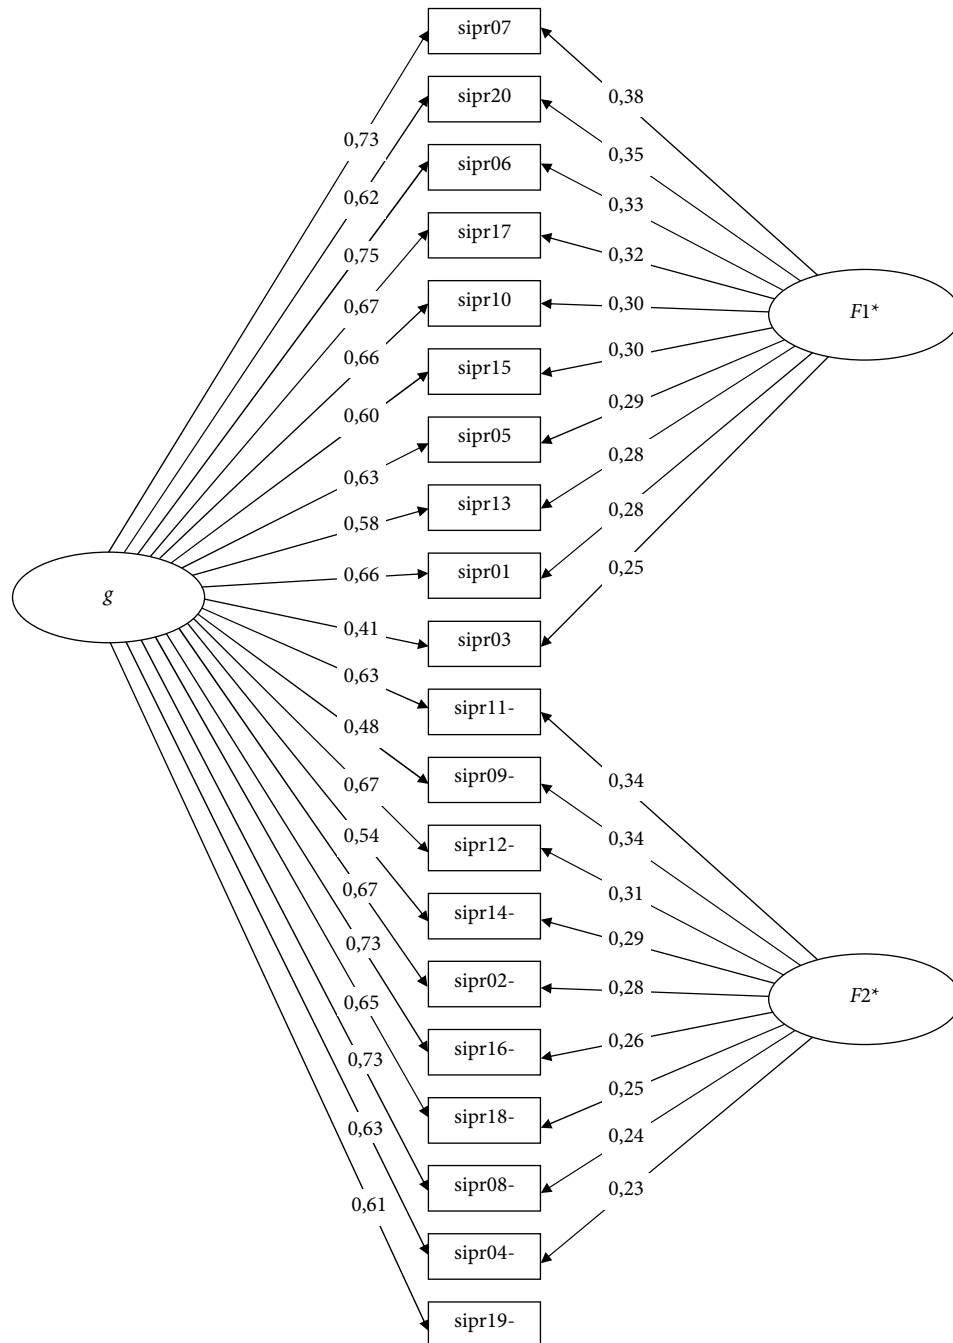 sipr07
sipr20
sipr06
sipr17
sipr10
sipr15
sipr05
sipr13
sipr01
sipr03
sipr11-
sipr09-
sipr12-
sipr14-
sipr02-
sipr16-
sipr18-
sipr08-
sipr04-
sipr19-
g
0,73
0,62
0,75
0,67
0,66
0,60
0,63
0,58
0,66
0,41
0,63
0,48
0,67
0,54
0,67
0,73
0,65
0,73
0,63
0,61
F1*
0,38
0,35
0,33
0,32
0,30
0,30
0,29
0,28
0,28
0,25
F2*
0,34
0,34
0,31
0,29
0,28
0,26
0,25
0,24
0,23